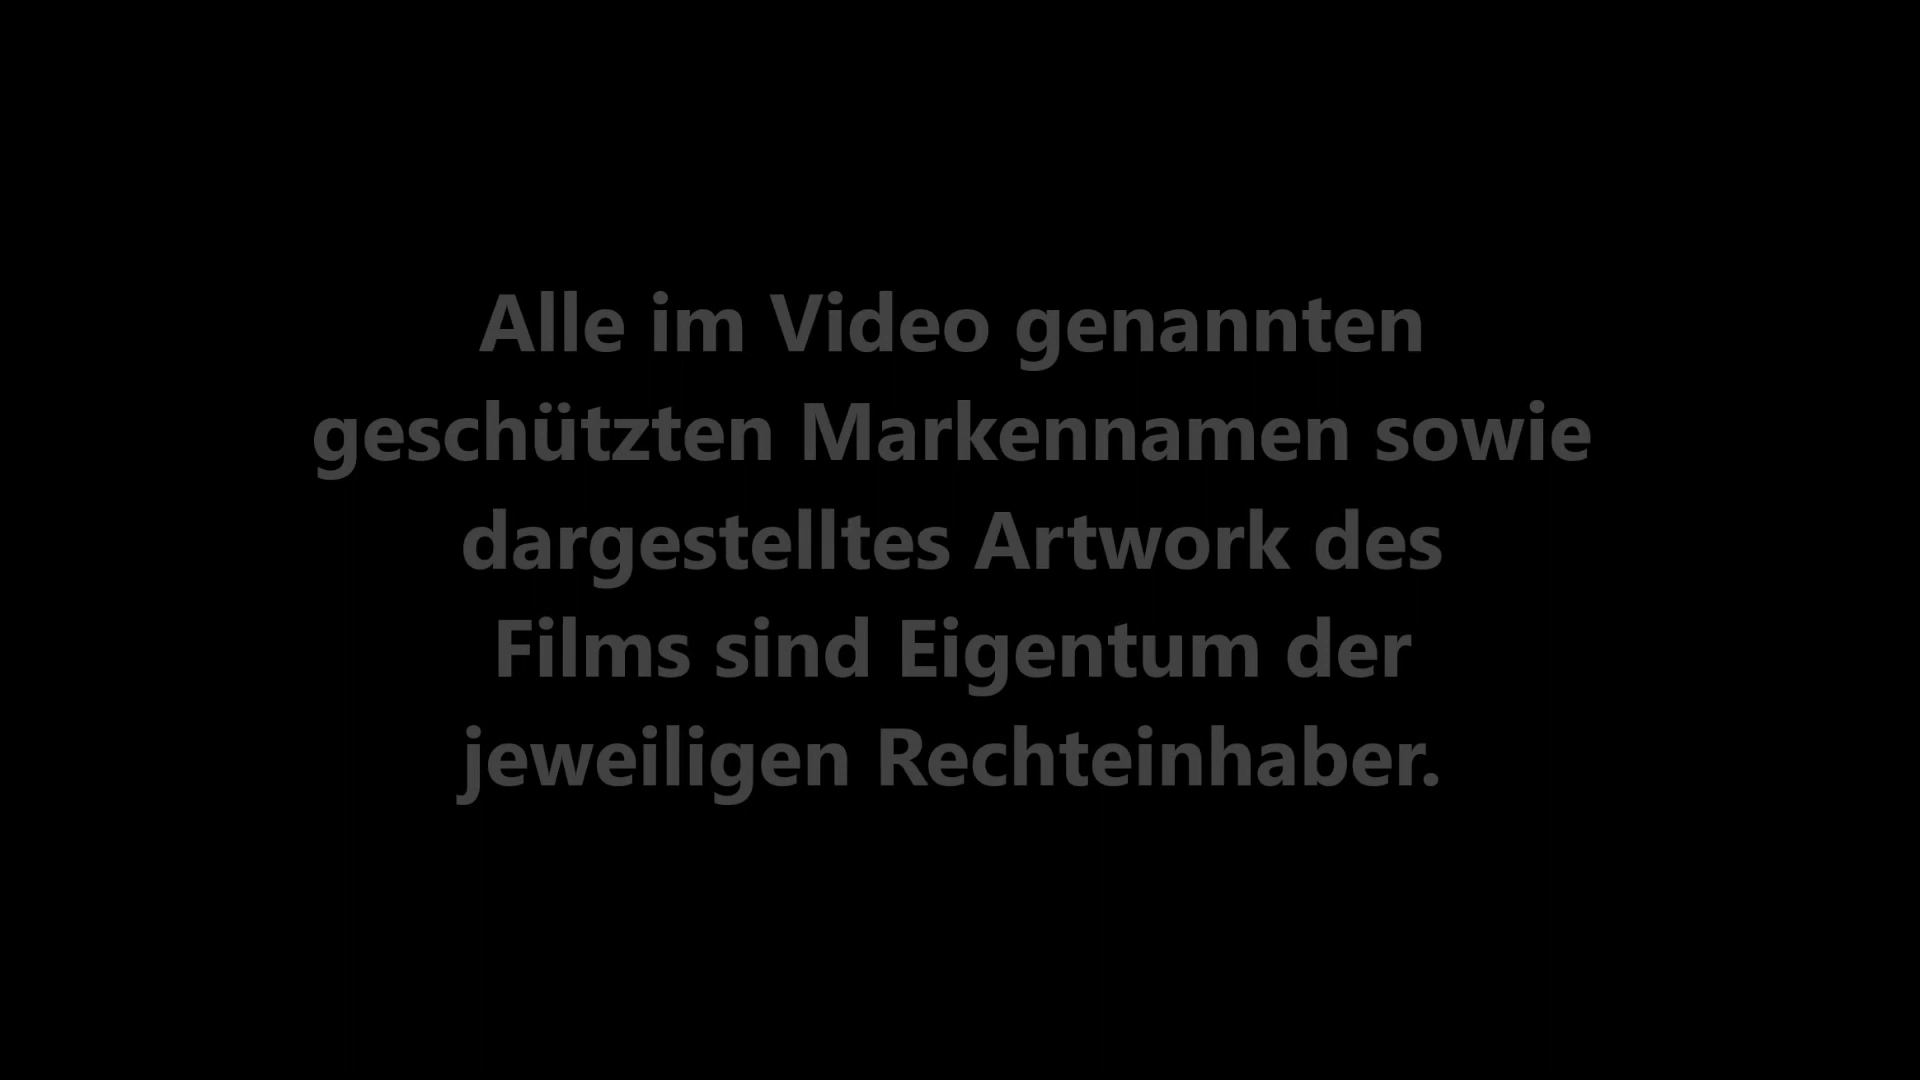 Alle im Video genannten
geschützten Markennamen sowie
dargestelltes Artwork des
Films sind Eigentum der
jeweiligen Rechteinhaber.